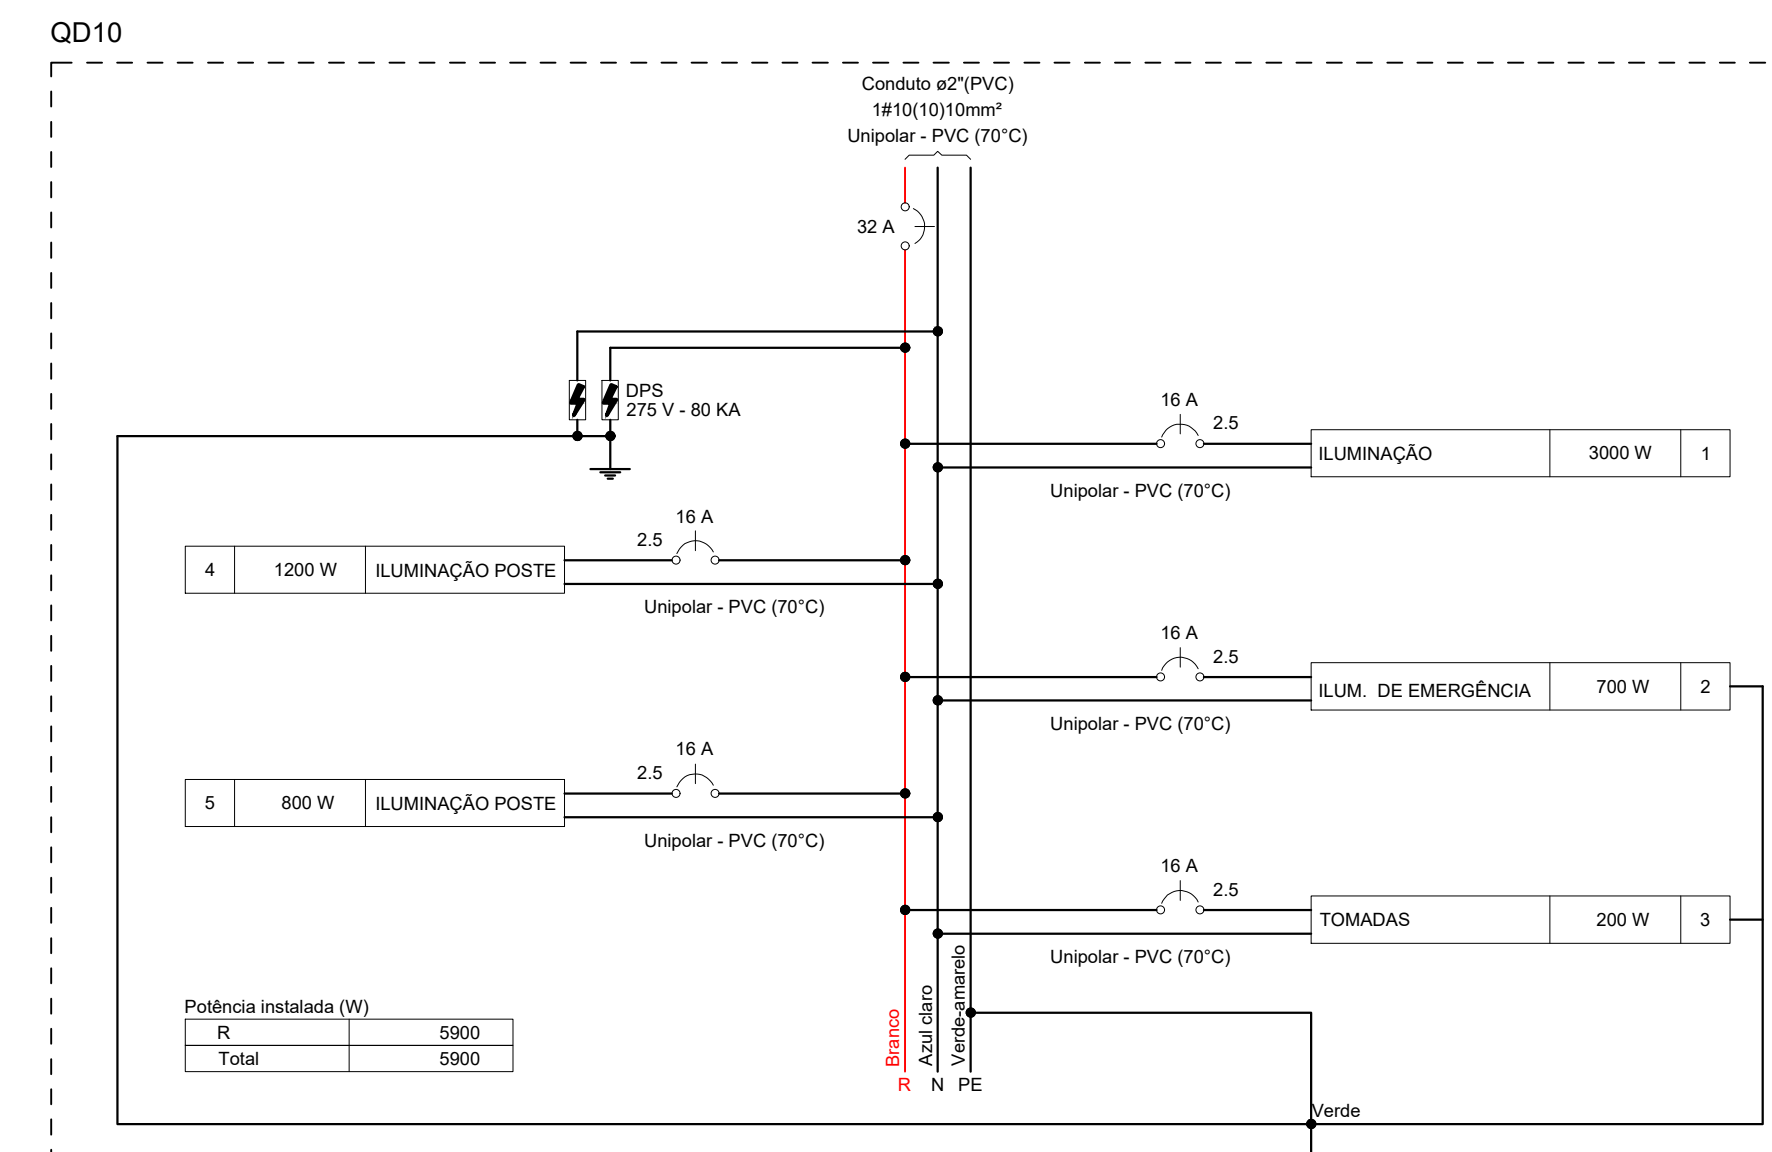 QD10
Conduto ø2"(PVC)
1#10(10)10mm²
Unipolar - PVC (70°C)
32 A
DPS
275 V - 80 KA
16 A
2.5
ILUMINAÇÃO 3000 W 1
Unipolar - PVC (70°C)
16 A
2.5
4 1200 W ILUMINAÇÃO POSTE
Unipolar - PVC (70°C)
16 A
2.5
ILUM. DE EMERGÊNCIA 700 W 2
Unipolar - PVC (70°C)
16 A
2.5
5 800 W ILUMINAÇÃO POSTE
Unipolar - PVC (70°C)
16 A
2.5
TOMADAS 200 W 3
Unipolar - PVC (70°C)
Potência instalada (W)
R 5900
Total 5900
Branco
Azul claro
Verde-amarelo
R N PE
Verde